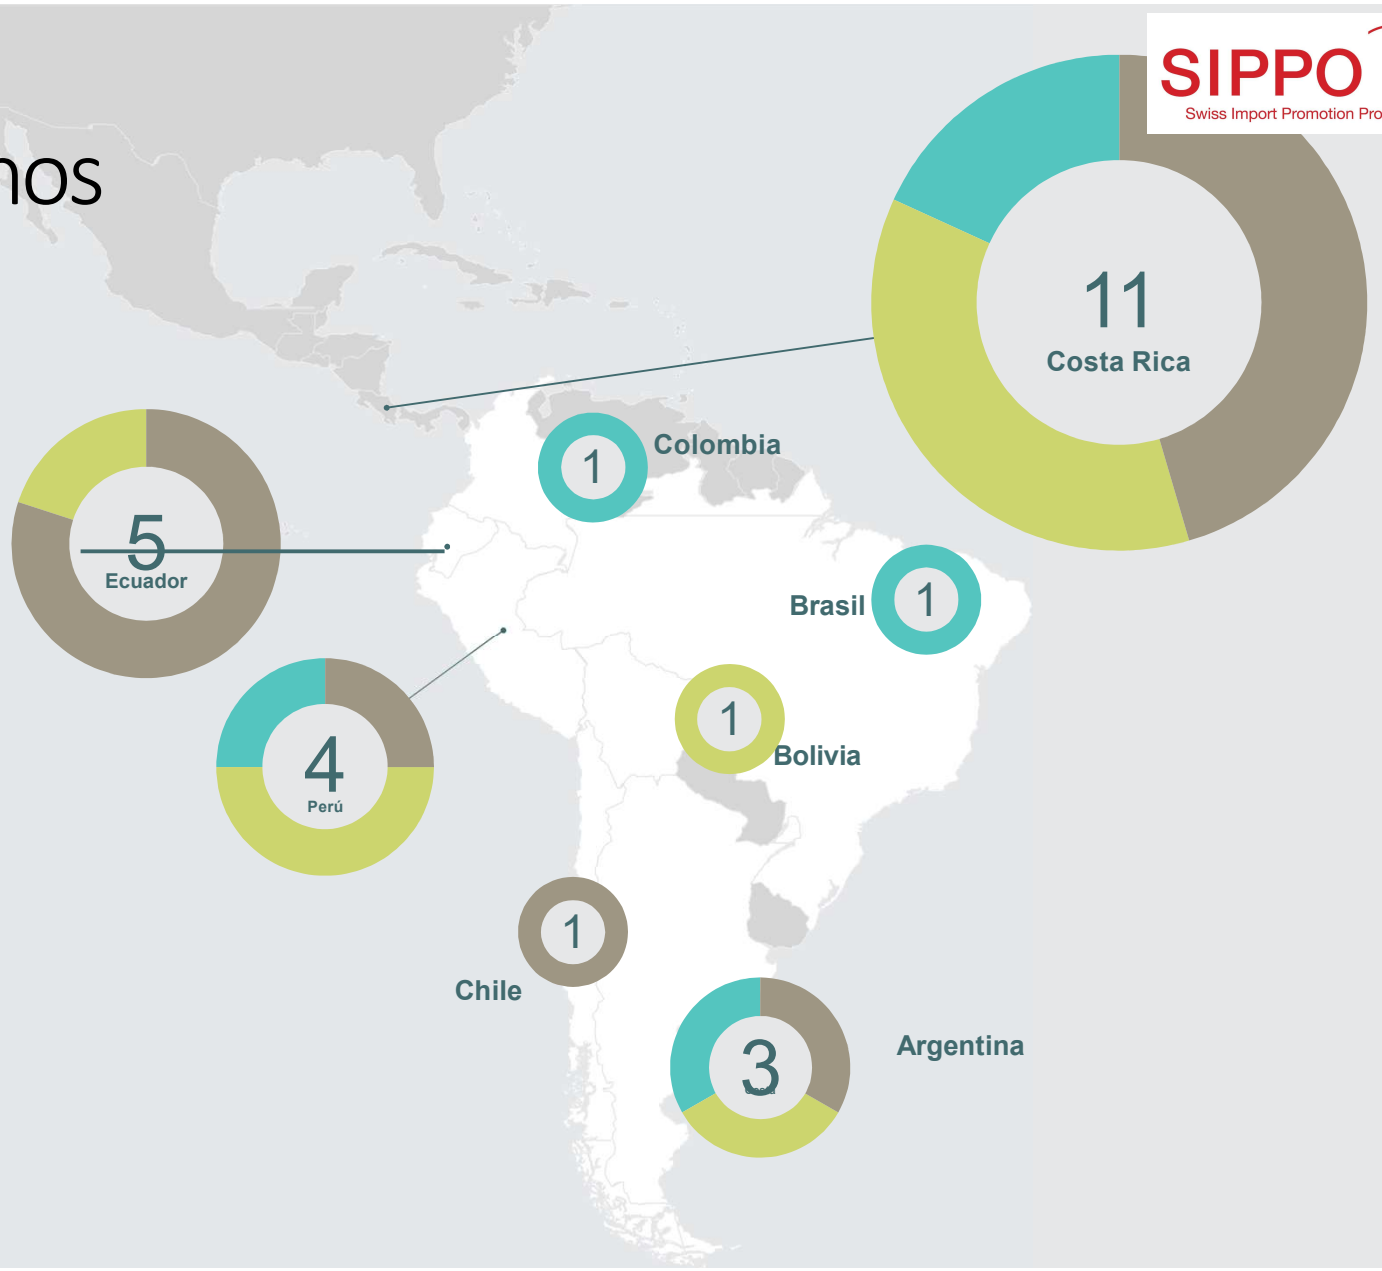 SIPPO
Swiss Import Promotion Pro
nos
11
Costa Rica
1
Colombia
5
Ecuador
Brasil
1
1
Bolivia
4
Perú
1
Chile
3
Argentina